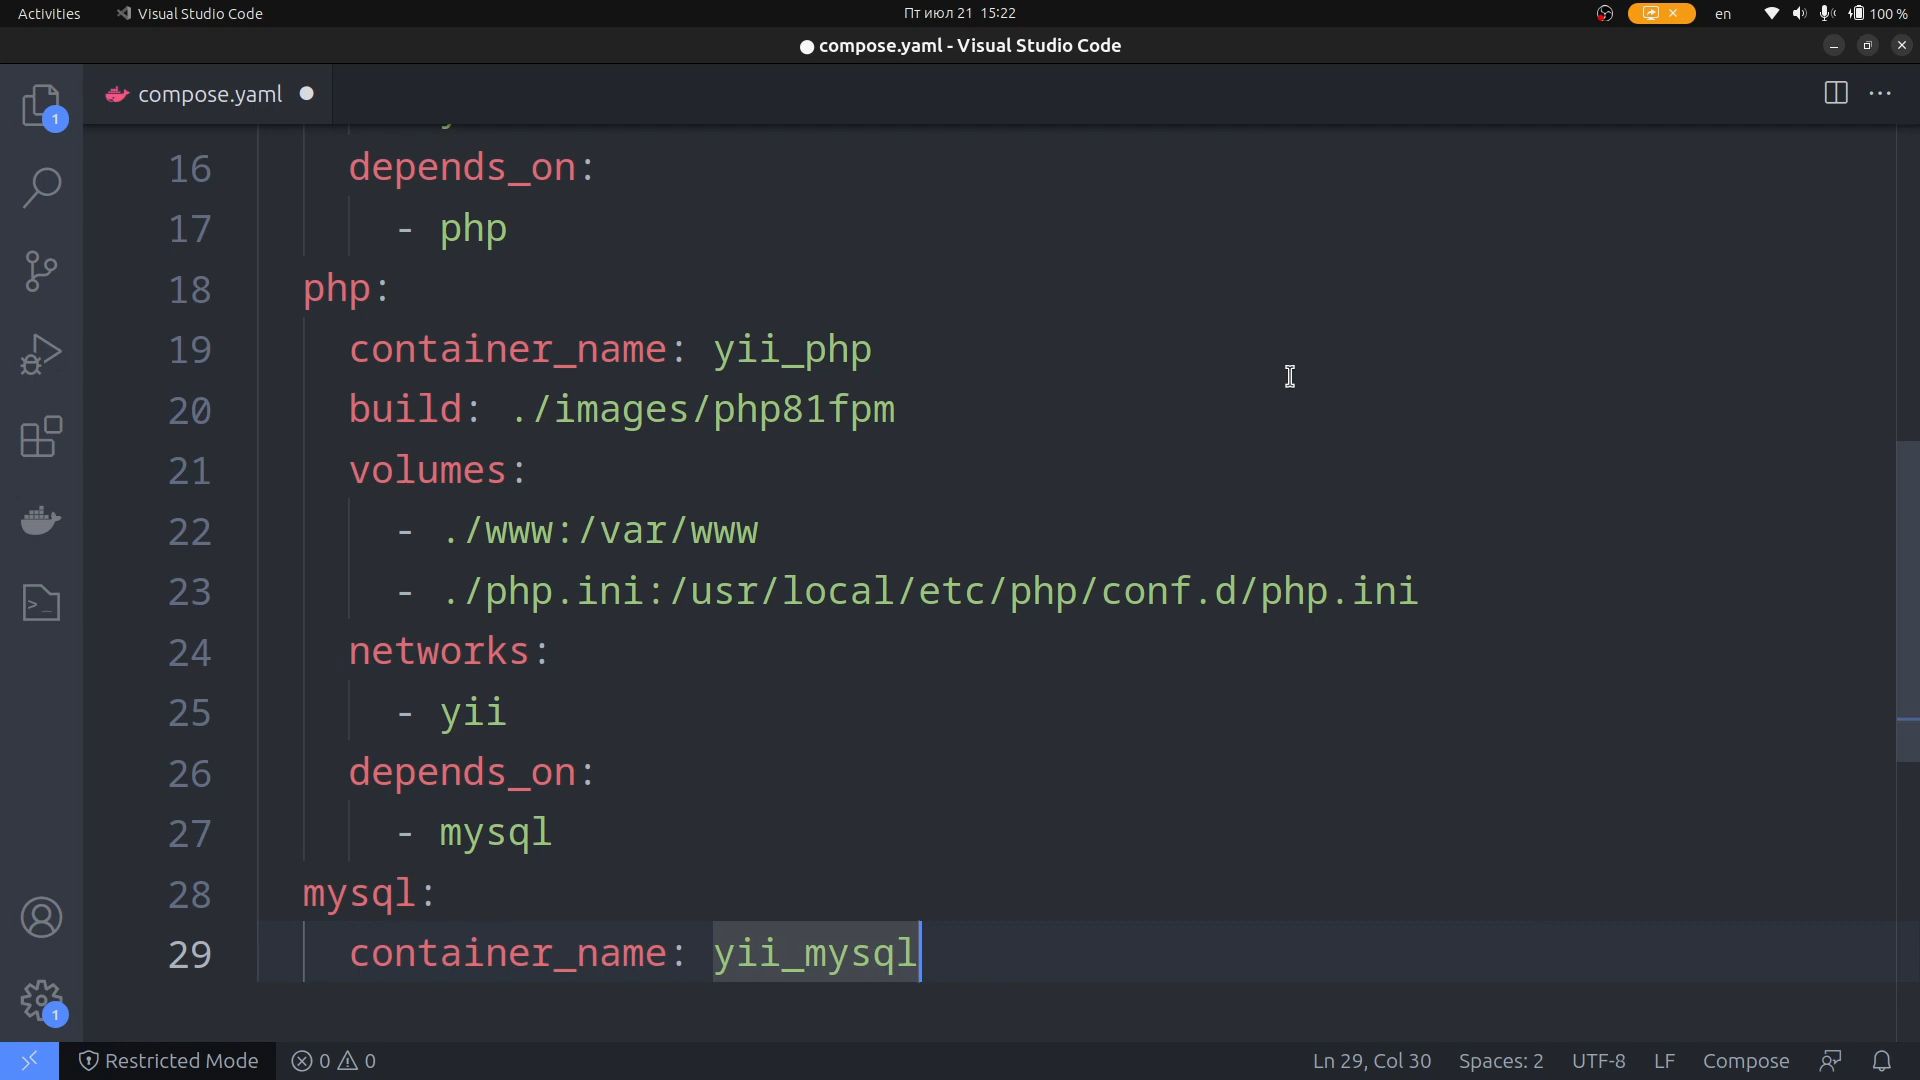 Activities
Visual Studio Code
Пт июл 21 15:22
en
100 %
compose.yaml - Visual Studio Code
compose.yaml
1
16 depends_on:
17 - php
18 php:
19 container_name: yii_php
20 build: ./images/php81fpm
21 volumes:
22 - ./www:/var/www
23 - ./php.ini:/usr/local/etc/php/conf.d/php.ini
24 networks:
25 - yii
26 depends_on:
27 - mysql
28 mysql:
29 container_name: yii_mysql
1
Restricted Mode
0
0
Ln 29, Col 30
Spaces: 2
UTF-8
LF
Compose